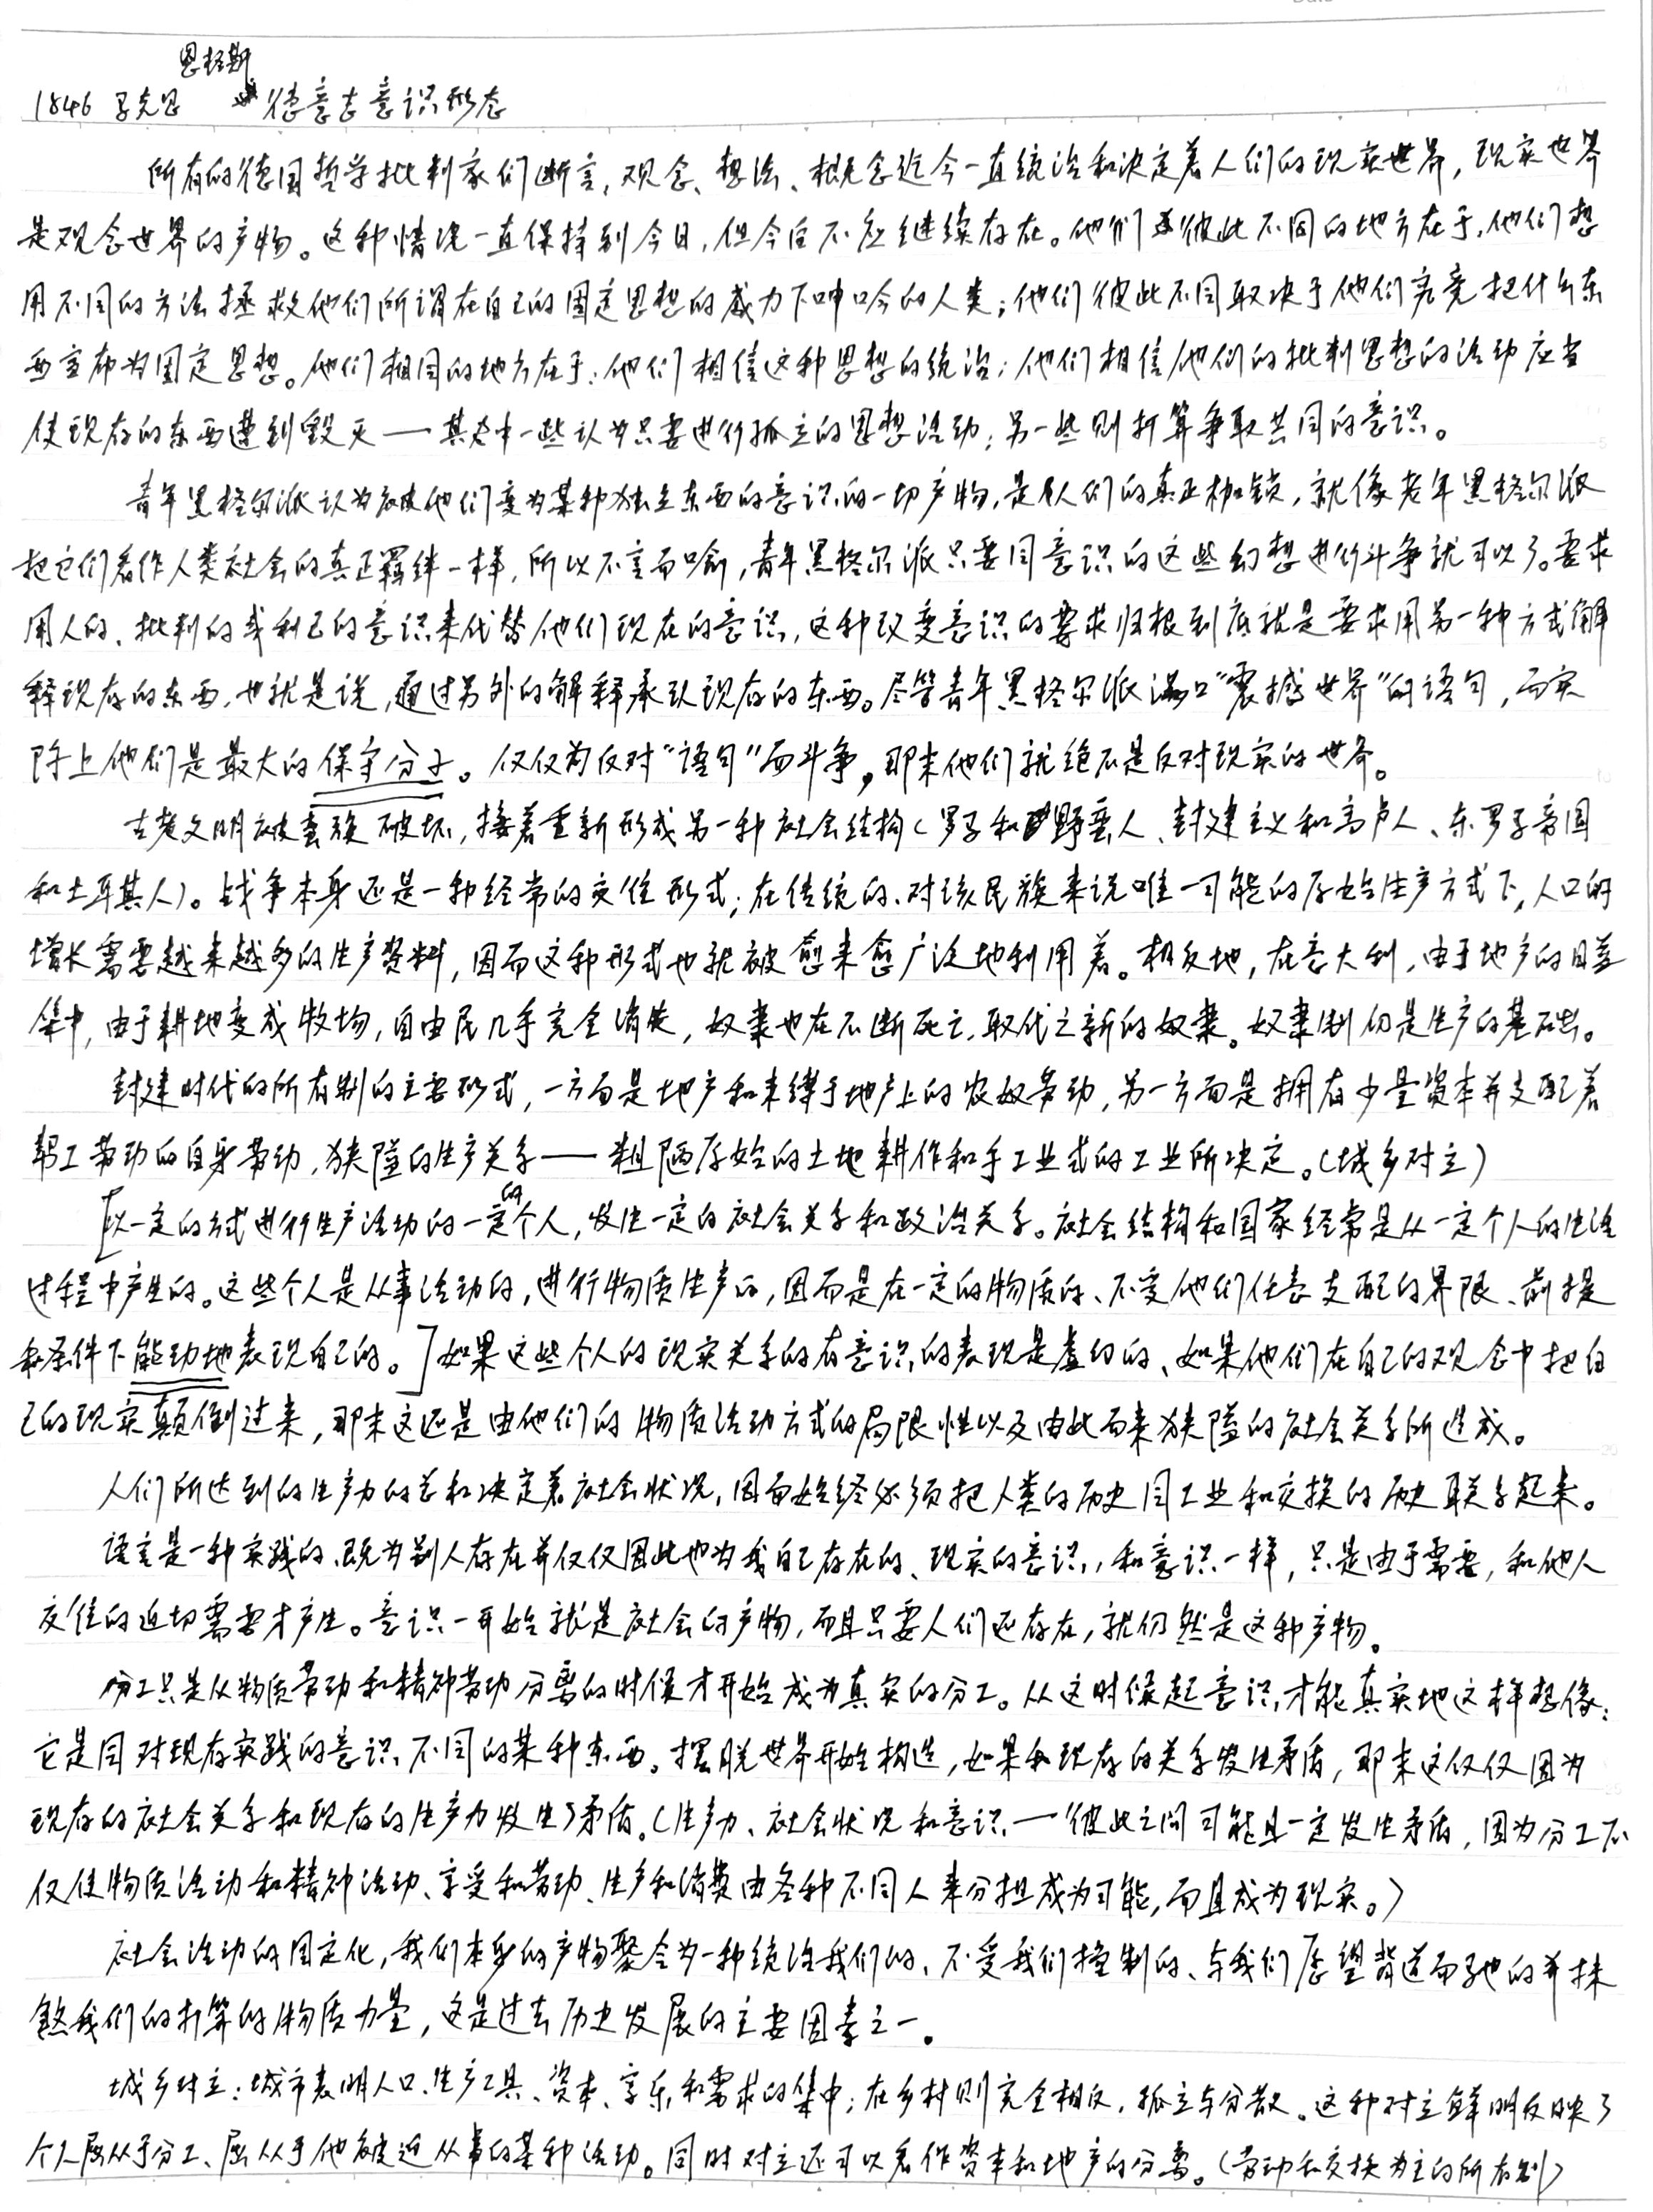 恩格斯
1846 马克思 德意志意识形态
所有的德国哲学批判家们断言，观念、想法、概念迄今一直统治和决定着人们的现实世界，现实世界
是观念世界的产物。这种情况一直保持到今日，但今后不应继续存在。他们彼此不同的地方在于，他们想
用不同的方法拯救他们所谓在自己的固定思想的威力下呻吟的人类；他们彼此不同取决于他们究竟把什么东
西宣布为固定思想。他们相同的地方在于：他们相信这种思想的统治；他们相信他们的批判思想的活动应当
使现存的东西遭到毁灭——其中一些认为只要进行孤立的思想活动；另一些则打算争取共同的意识。
青年黑格尔派认为被他们变为某种独立东西的意识的一切产物，是人们的真正枷锁，就像老年黑格尔派
把它们看作人类社会的真正羁绊一样，所以不言而喻，青年黑格尔派只要同意识的这些幻想进行斗争就可以了。要求
用人的、批判的或利己的意识来代替他们现在的意识，这种改变意识的要求归根到底就是要求用另一种方式解
释现存的东西，也就是说，通过另外的解释承认现存的东西。尽管青年黑格尔派满口“震撼世界”的语句，而实
际上他们是最大的保守分子。仅仅为反对“语句”而斗争，那末他们就绝不是反对现实的世界。
古老文明被蛮族破坏，接着重新形成另一种社会结构（罗马和野蛮人、封建主义和高卢人、东罗马帝国
和土耳其人）。战争本身还是一种经常的交往形式；在传统的、对该民族来说唯一可能的原始生产方式下，人口的
增长需要越来越多的生产资料，因而这种形式也就被愈来愈广泛地利用着。相反地，在意大利，由于地产的日益
集中，由于耕地变成牧场，自由民几乎完全消失，奴隶也在不断死亡，取代之新的奴隶。奴隶制仍是生产的基础。
封建时代的所有制的主要形式，一方面是地产和束缚于地产上的农奴劳动，另一方面是拥有少量资本并支配着
帮工劳动的自身劳动，狭隘的生产关系——粗陋原始的土地耕作和手工业式的工业所决定。（城乡对立）
[以一定的方式进行生产活动的一定的个人，发生一定的社会关系和政治关系。社会结构和国家经常是从一定个人的生活
过程中产生的。这些个人是从事活动的，进行物质生产的，因而是在一定的物质的、不受他们任意支配的界限、前提
和条件下能动地表现自己的。]如果这些个人的现实关系的有意识的表现是虚幻的、如果他们在自己的观念中把自
己的现实颠倒过来，那末这还是由他们的物质活动方式的局限性以及由此而来狭隘的社会关系所造成。
人们所达到的生产力的总和决定着社会状况，因而始终必须把人类的历史同工业和交换的历史联系起来。
语言是一种实践的、既为别人存在并仅仅因此也为我自己存在的、现实的意识，和意识一样，只是由于需要，和他人
交往的迫切需要才产生。意识一开始就是社会的产物，而且只要人们还存在，就仍然是这种产物。
分工只是从物质劳动和精神劳动分离的时候才开始成为真实的分工。从这时候起意识才能真实地这样想像：
它是同对现存实践的意识不同的某种东西。摆脱世界开始构造，如果和现存的关系发生矛盾，那末这仅仅因为
现存的社会关系和现存的生产力发生了矛盾。（生产力、社会状况和意识——彼此之间可能且一定发生矛盾，因为分工不
仅使物质活动和精神活动、享受和劳动、生产和消费由各种不同人来分担成为可能，而且成为现实。）
社会活动的固定化，我们本身的产物聚合为一种统治我们的、不受我们控制的、与我们愿望背道而驰的并抹
煞我们的打算的物质力量，这是过去历史发展的主要因素之一。
城乡对立：城市表明人口、生产工具、资本、享乐和需求的集中；在乡村则完全相反，孤立与分散。这种对立鲜明反映了
个人屈从于分工、屈从于他被迫从事的某种活动。同时对立还可以看作资本和地产的分离。（劳动和交换为主的所有制）